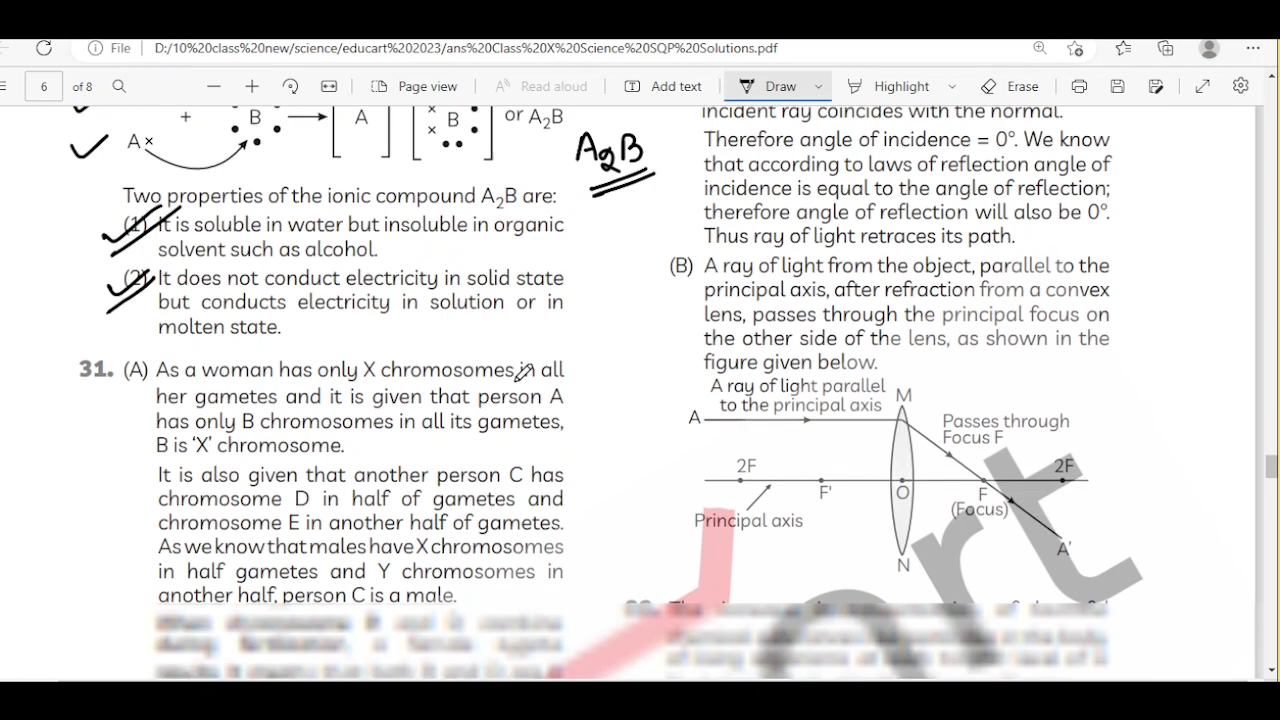 File D:/10%20class%20new/science/educart%202023/ans%20Class%20X%20Science%20SQP%20Solutions.pdf
6 of 8 Page view Read aloud Add text Draw Highlight Erase
+ B A B or A₂B
A×
A₂B
Two properties of the ionic compound A₂B are:
(1) It is soluble in water but insoluble in organic
solvent such as alcohol.
(2) It does not conduct electricity in solid state
but conducts electricity in solution or in
molten state.
31. (A) As a woman has only X chromosomes in all
her gametes and it is given that person A
has only B chromosomes in all its gametes,
B is ‘X’ chromosome.
It is also given that another person C has
chromosome D in half of gametes and
chromosome E in another half of gametes.
As we know that males have X chromosomes
in half gametes and Y chromosomes in
another half, person C is a male.
incident ray coincides with the normal.
Therefore angle of incidence = 0°. We know
that according to laws of reflection angle of
incidence is equal to the angle of reflection;
therefore angle of reflection will also be 0°.
Thus ray of light retraces its path.
(B) A ray of light from the object, parallel to the
principal axis, after refraction from a convex
lens, passes through the principal focus on
the other side of the lens, as shown in the
figure given below.
A ray of light parallel
to the principal axis
M
A
Passes through
Focus F
2F
2F
F'
O
F
(Focus)
Principal axis
A'
N